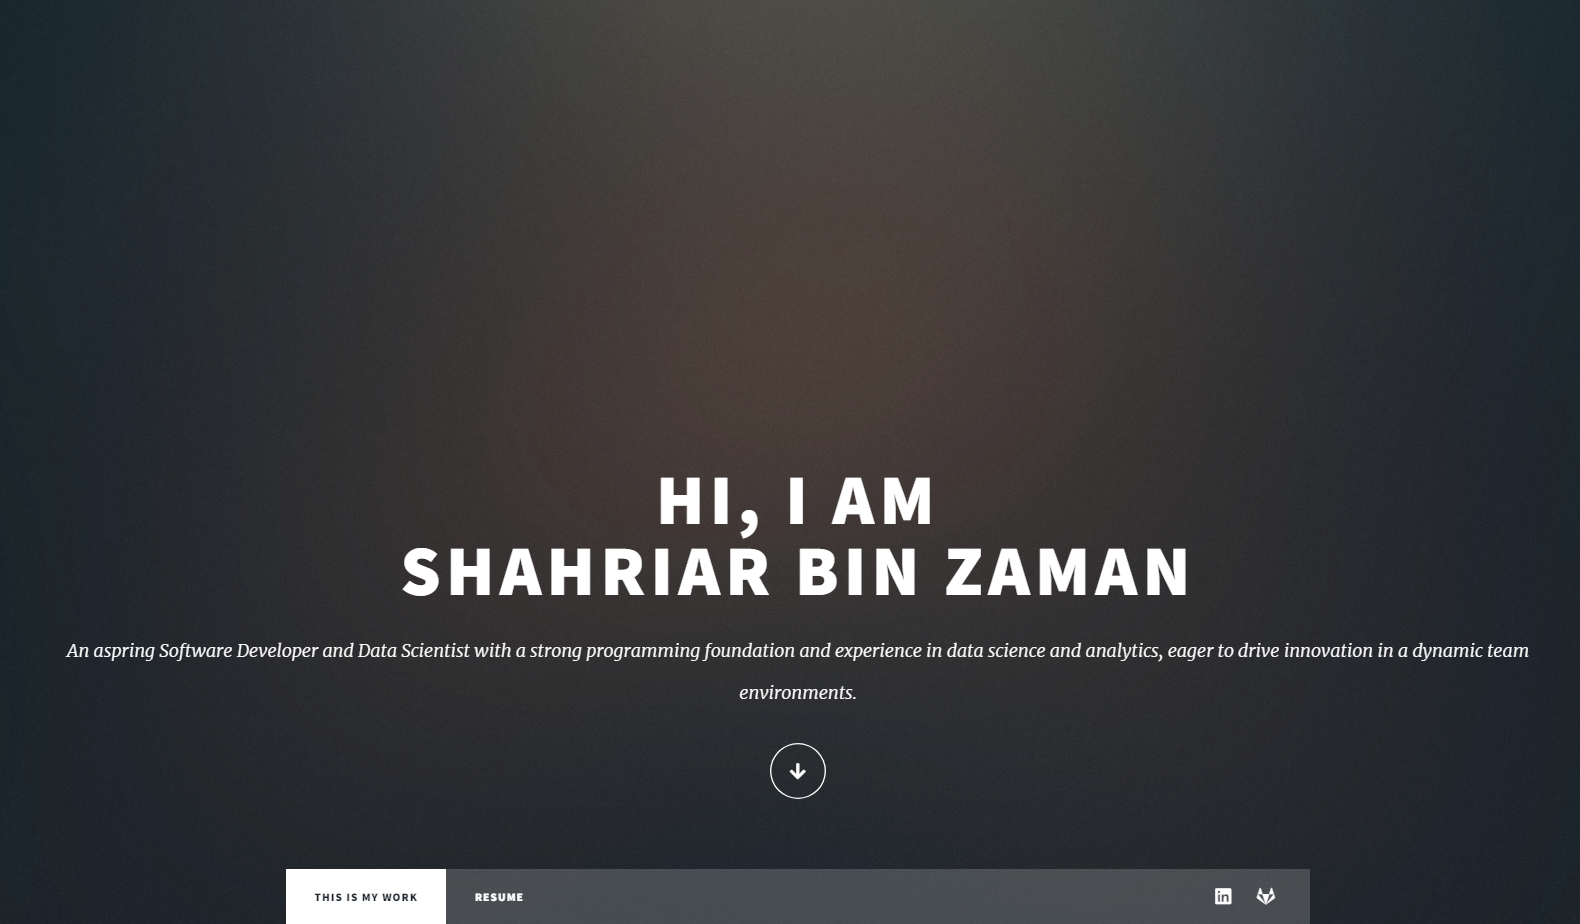 HI, I AM
SHAHRIAR BIN ZAMAN
An aspring Software Developer and Data Scientist with a strong programming foundation and experience in data science and analytics, eager to drive innovation in a dynamic team
environments.
THIS IS MY WORK
RESUME
in